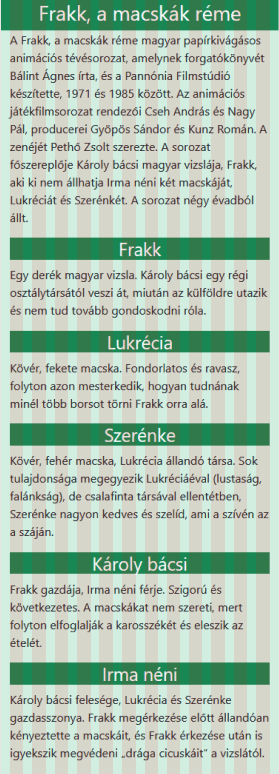 Frakk, a macskák réme
A Frakk, a macskák réme magyar papírkivágásos
animációs tévésorozat, amelynek forgatókönyvét
Bálint Ágnes írta, és a Pannónia Filmstúdió
készítette, 1971 és 1985 között. Az animációs
játékfilmsorozat rendezői Cseh András és Nagy
Pál, producerei Gyöpös Sándor és Kunz Román. A
zenéjét Pethő Zsolt szerezte. A sorozat
főszereplője Károly bácsi magyar vizslája, Frakk,
aki ki nem állhatja Irma néni két macskáját,
Lukréciát és Szerénkét. A sorozat négy évadból
állt.
Frakk
Egy derék magyar vizsla. Károly bácsi egy régi
osztálytársától veszi át, miután az külföldre utazik
és nem tud tovább gondoskodni róla.
Lukrécia
Kövér, fekete macska. Fondorlatos és ravasz,
folyton azon mesterkedik, hogyan tudnának
minél több borsot törni Frakk orra alá.
Szerénke
Kövér, fehér macska, Lukrécia állandó társa. Sok
tulajdonsága megegyezik Lukréciáéval (lustaság,
falánkság), de csalafinta társával ellentétben,
Szerénke nagyon kedves és szelíd, ami a szívén az
a száján.
Károly bácsi
Frakk gazdája, Irma néni férje. Szigorú és
következetes. A macskákat nem szereti, mert
folyton elfoglalják a karosszékét és eleszik az
ételét.
Irma néni
Károly bácsi felesége, Lukrécia és Szerénke
gazdasszonya. Frakk megérkezése előtt állandóan
kényeztette a macskáit, és Frakk érkezése után is
igyekszik megvédeni „drága cicuskáit” a vizslától.